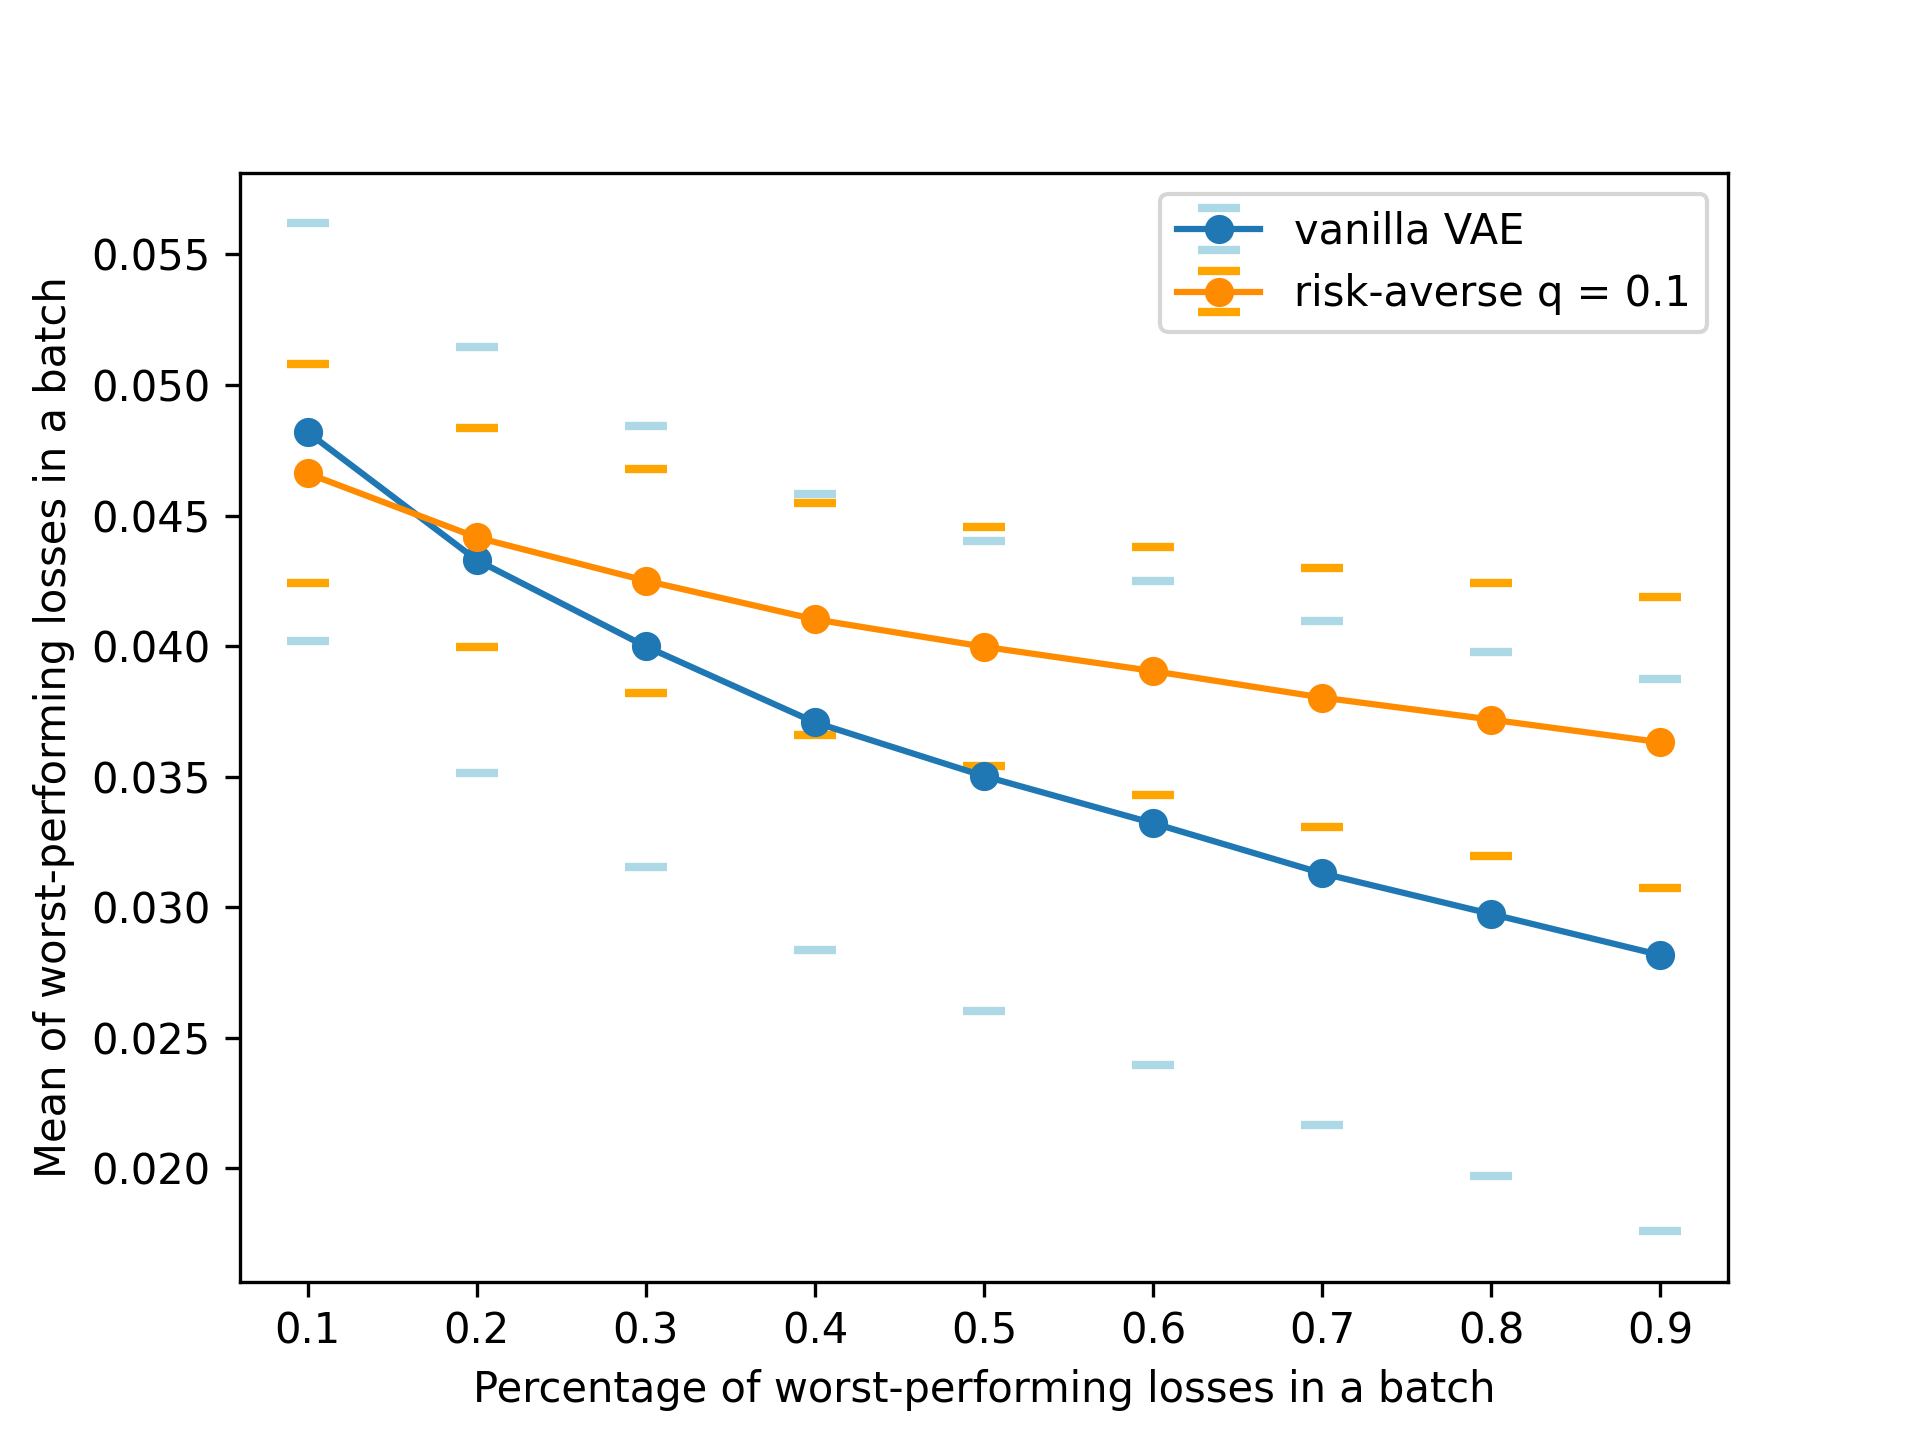 vanilla VAE
risk-averse q = 0.1
0.055
0.050
0.045
0.040
0.035
0.030
0.025
0.020
Mean of worst-performing losses in a batch
0.1 0.2 0.3 0.4 0.5 0.6 0.7 0.8 0.9
Percentage of worst-performing losses in a batch